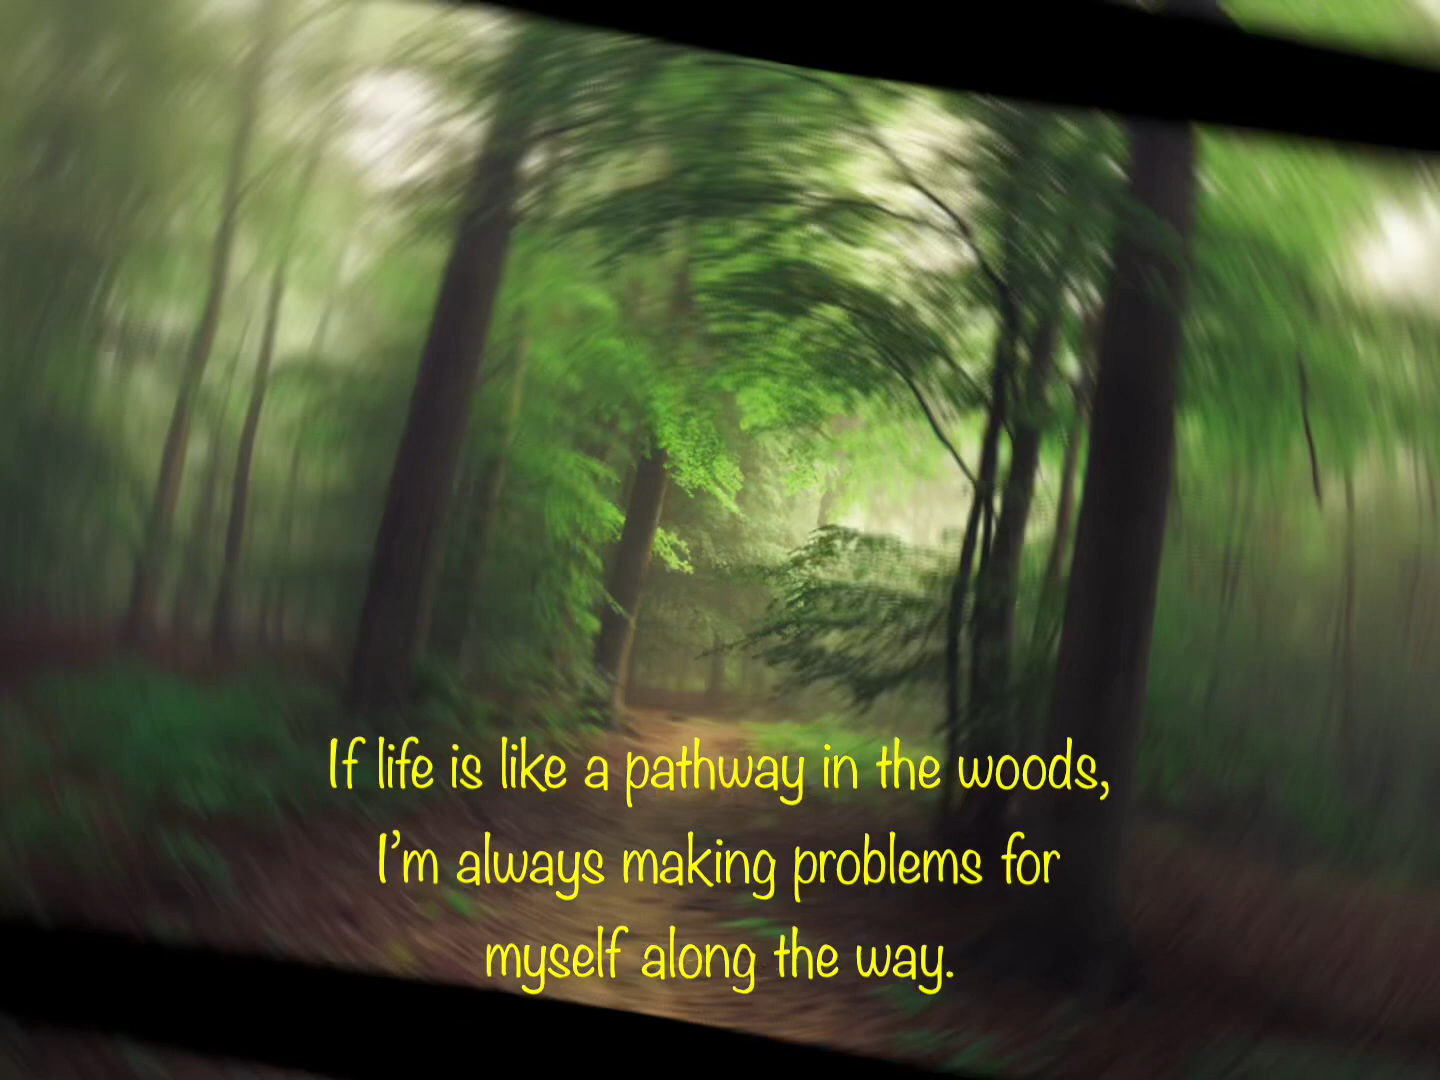 If life is like a pathway in the woods,
I'm always making problems for
myself along the way.